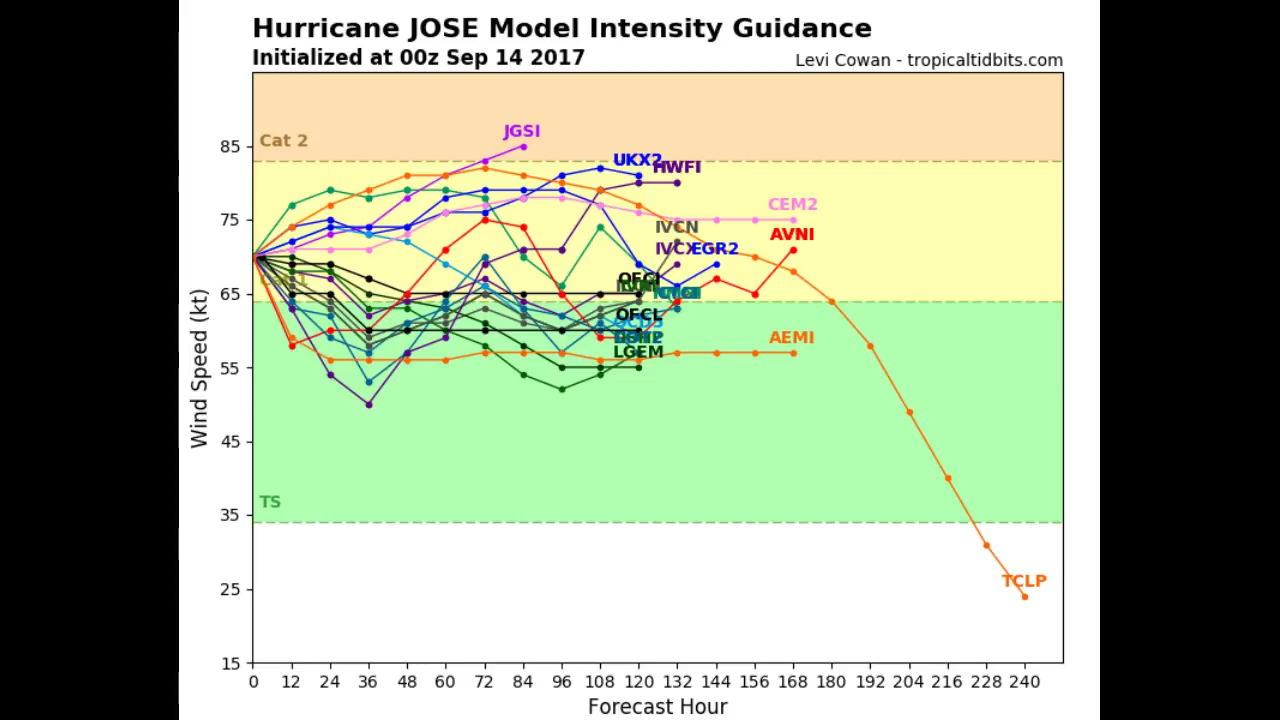 Hurricane JOSE Model Intensity Guidance
Initialized at 00z Sep 14 2017
Levi Cowan - tropicaltidbits.com
JGSI
Cat 2
85
UKX2
HWFI
CEM2
75
IVCN
AVNI
IVCX
EGR2
65
OFCL
OFCL
AEMI
LGEM
55
45
TS
35
TCLP
25
15
Wind Speed (kt)
0 12 24 36 48 60 72 84 96 108 120 132 144 156 168 180 192 204 216 228 240
Forecast Hour